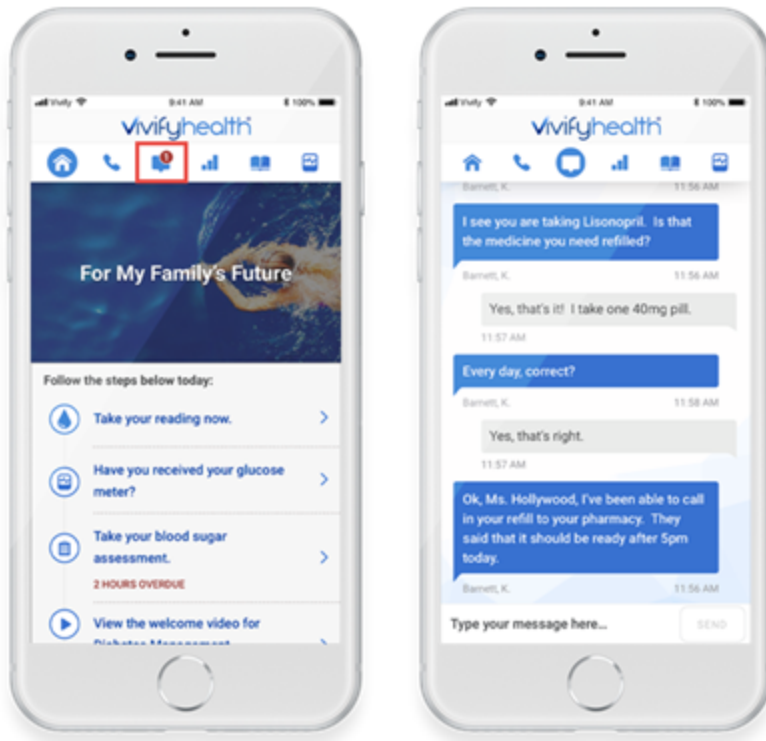 Vivify
9:41 AM
100%
vivifyhealth
1
For My Family's Future
Follow the steps below today:
Take your reading now.
Have you received your glucose
meter?
Take your blood sugar
assessment.
2 HOURS OVERDUE
View the welcome video for
Diabetes Management
Vivify
9:41 AM
100%
vivifyhealth
Barnett, K.
11:56 AM
I see you are taking Lisonopril. Is that
the medicine you need refilled?
Barnett, K.
11:56 AM
Yes, that's it! I take one 40mg pill.
11:57 AM
Every day, correct?
Barnett, K.
11:58 AM
Yes, that's right.
11:57 AM
Ok, Ms. Hollywood, I've been able to call
in your refill to your pharmacy. They
said that it should be ready after 5pm
today.
Barnett, K.
11:56 AM
Type your message here...
SEND